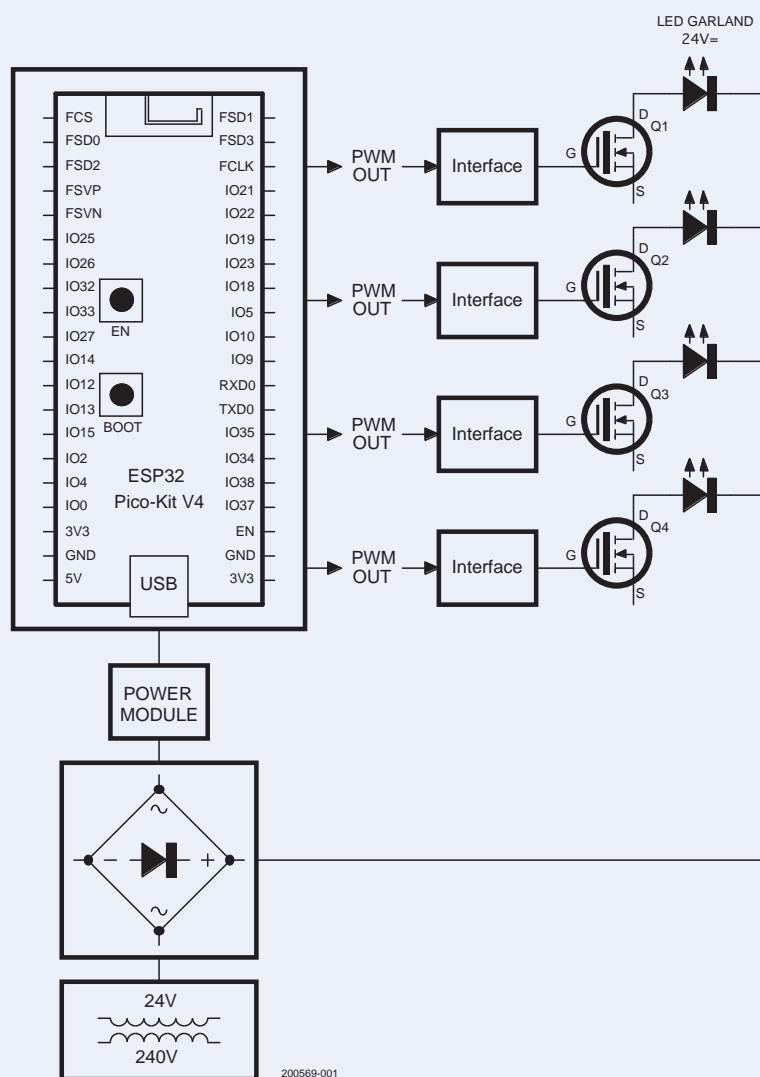 LED GARLAND
24V=
FCS
FSD0
FSD2
FSVP
FSVN
IO25
IO26
IO32
IO33
IO27
IO14
IO12
IO13
IO15
IO2
IO4
IO0
3V3
GND
5V
FSD1
FSD3
FCLK
IO21
IO22
IO19
IO23
IO18
IO5
IO10
IO9
RXD0
TXD0
IO35
IO34
IO38
IO37
EN
GND
3V3
EN
BOOT
ESP32
Pico-Kit V4
USB
PWM
OUT
Interface
G
D
Q1
S
PWM
OUT
Interface
G
D
Q2
S
PWM
OUT
Interface
G
D
Q3
S
PWM
OUT
Interface
G
D
Q4
S
POWER
MODULE
~
– +
~
24V
240V
200569-001